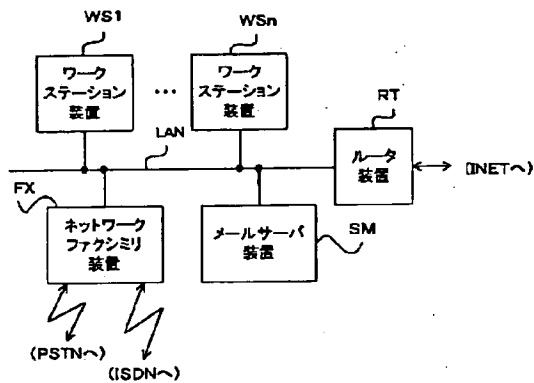 WS1
WSn
ワーク
ステーション
装置
...
ワーク
ステーション
装置
RT
LAN
ルータ
装置
(INETへ)
FX
ネットワーク
ファクシミリ
装置
メールサーバ
装置
SM
(PSTNへ)
(ISDNへ)